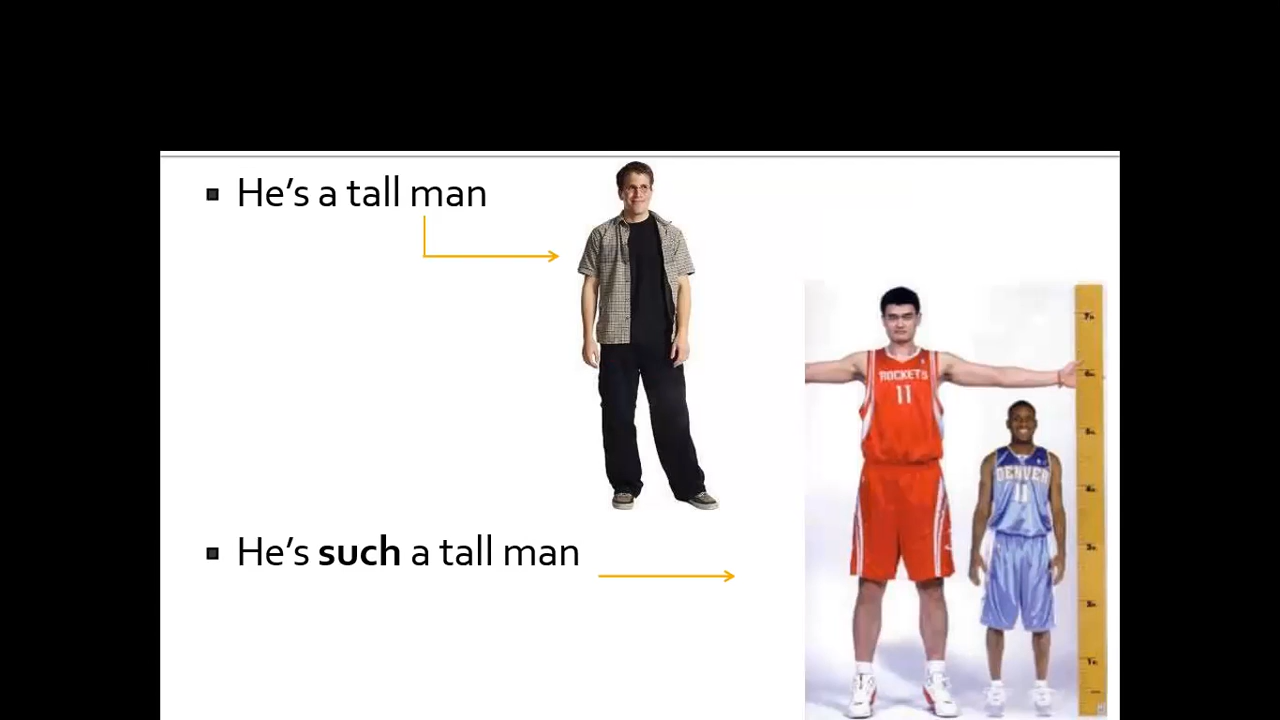 He's a tall man
He's such a tall man
ROCKETS
11
DENVER
11